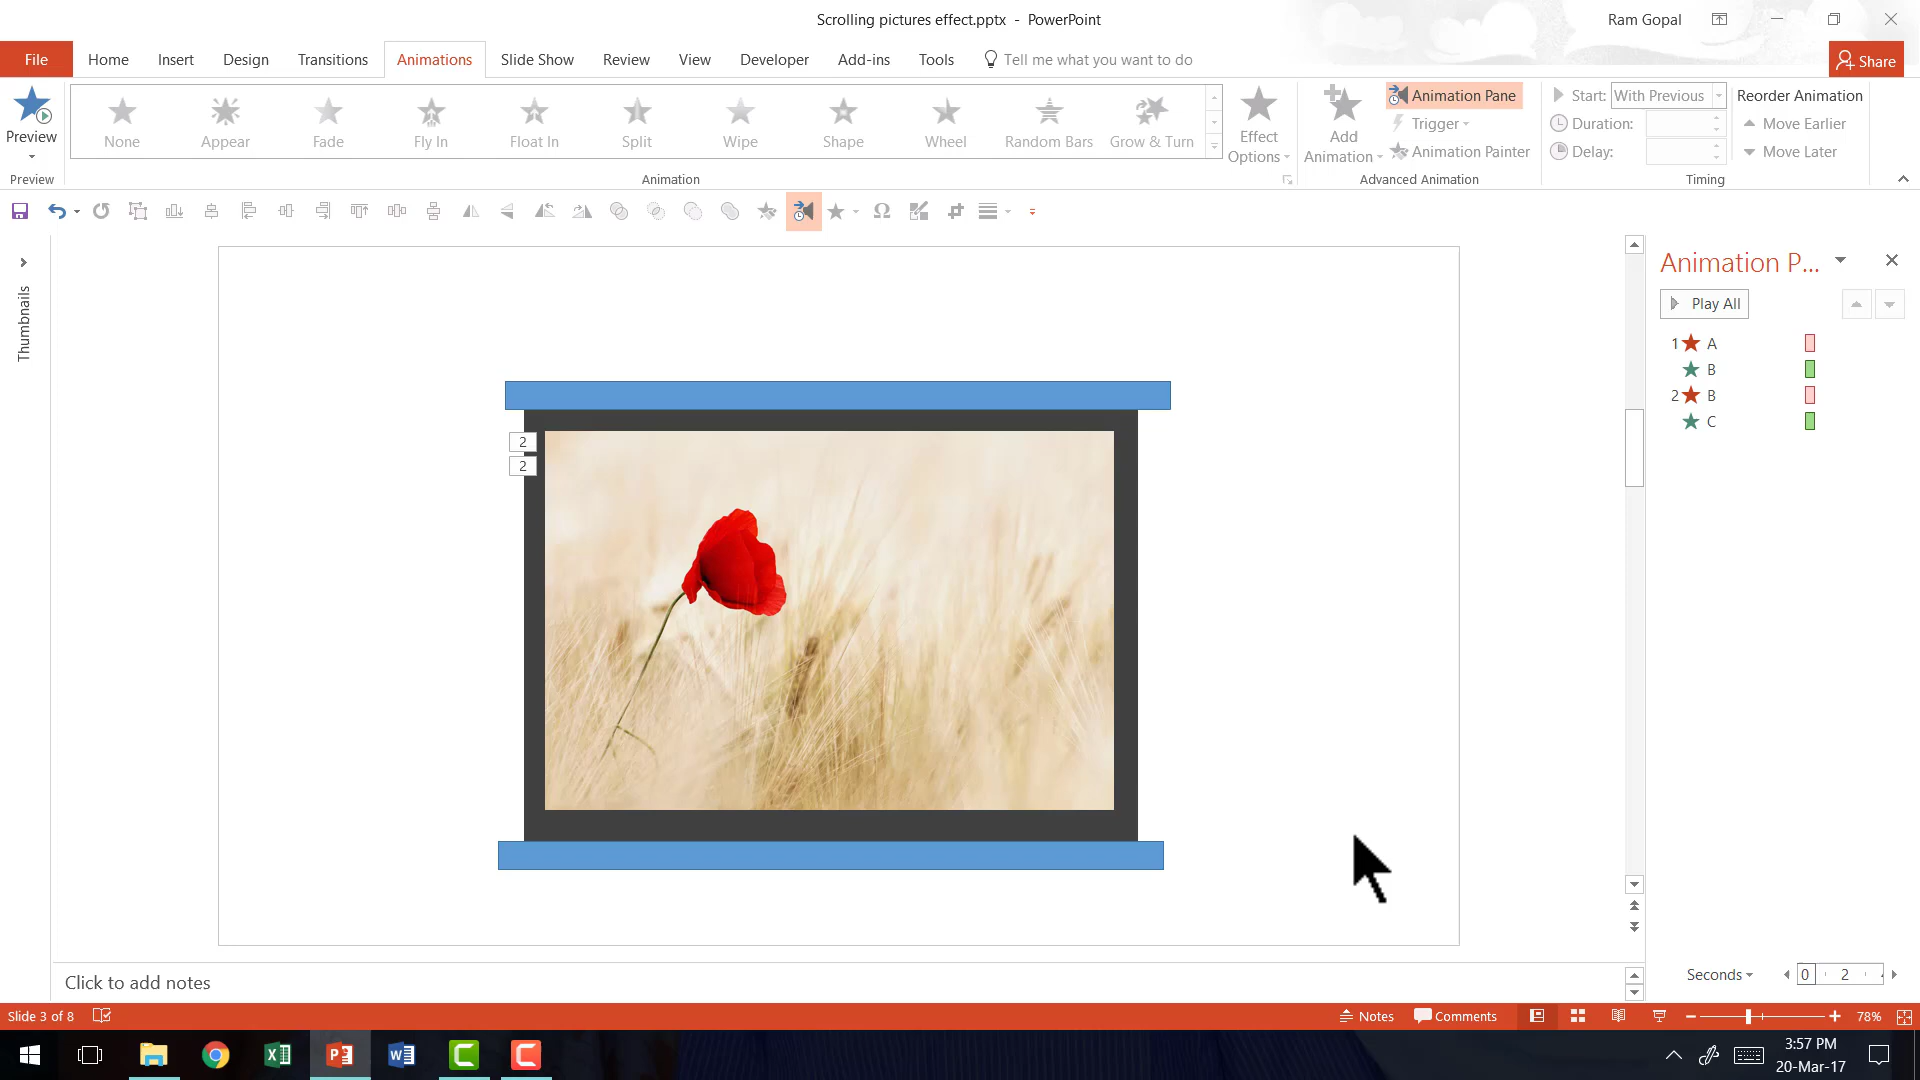 Scrolling pictures effect.pptx - PowerPoint
Ram Gopal
File Home Insert Design Transitions Animations Slide Show Review View Developer Add-ins Tools Tell me what you want to do
Share
Preview
Preview
None Appear Fade Fly In Float In Split Wipe Shape Wheel Random Bars Grow & Turn
Animation
Effect
Options
Add
Animation
Animation Pane
Trigger
Animation Painter
Advanced Animation
Start: With Previous
Duration:
Delay:
Timing
Reorder Animation
Move Earlier
Move Later
Thumbnails
2
2
Animation P...
Play All
1 A
B
2 B
C
Seconds 0 2
Click to add notes
Slide 3 of 8
Notes Comments 78%
3:57 PM
20-Mar-17